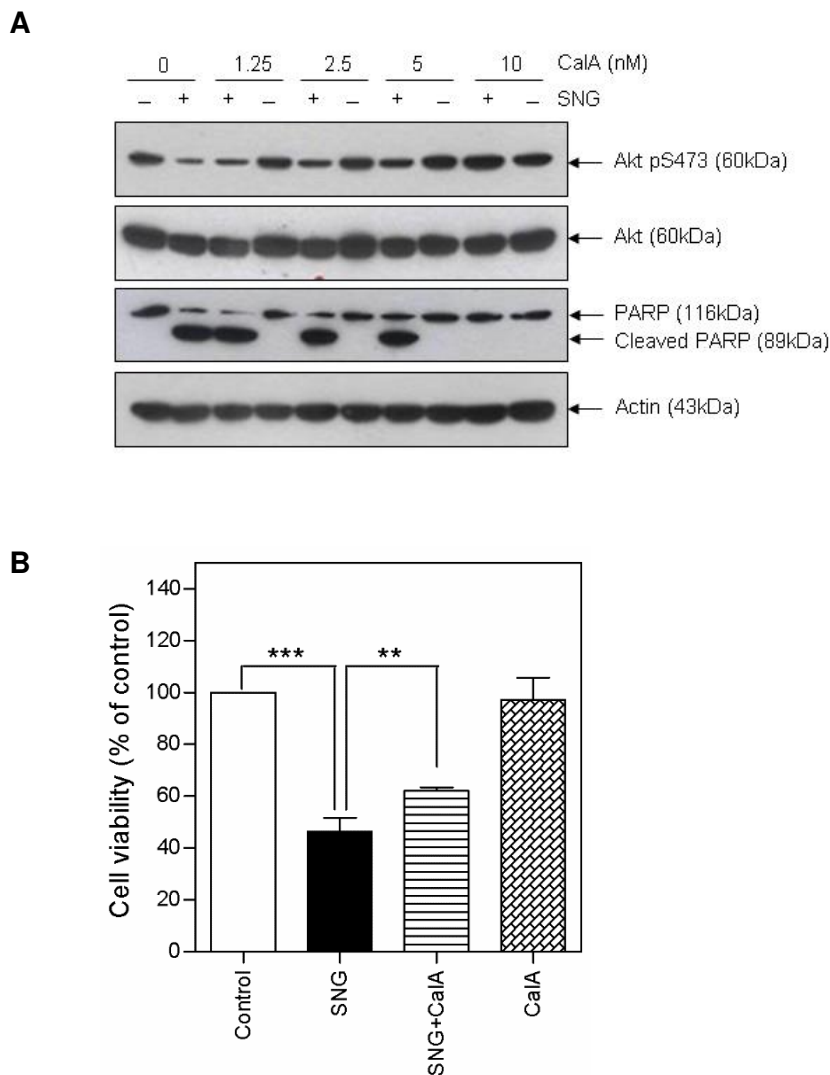 A
0 1.25 2.5 5 10 CalA (nM)
– + + – + – + – + – SNG
Akt pS473 (60kDa)
Akt (60kDa)
PARP (116kDa)
Cleaved PARP (89kDa)
Actin (43kDa)
B
Cell viability (% of control)
140
120
100
80
60
40
20
0
*** **
Control
SNG
SNG+CalA
CalA